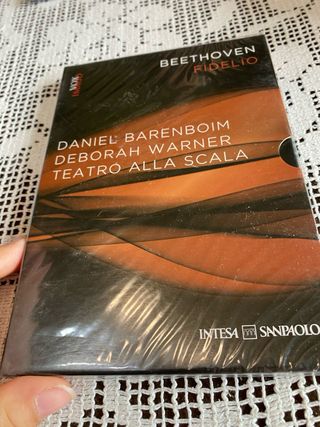 BEETHOVEN
FIDELIO
DANIEL BARENBOIM
DEBORAH WARNER
TEATRO ALLA SCALA
INTESA SANPAOLO